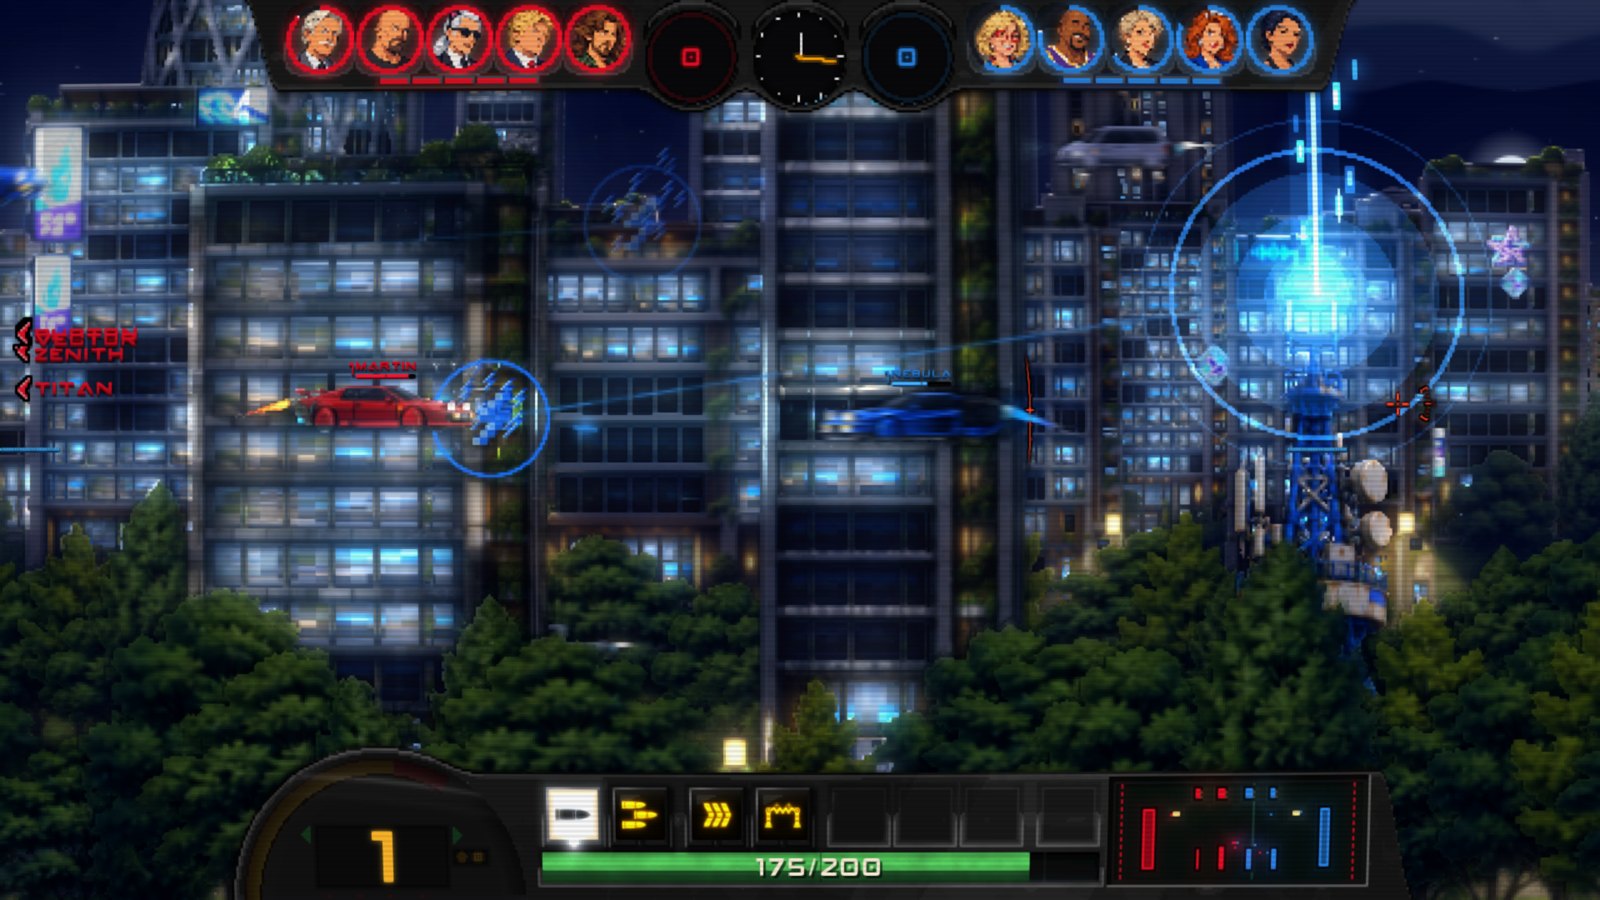 VECTOR
ZENITH
TITAN
MARTIN
NEBULA
1
175/200